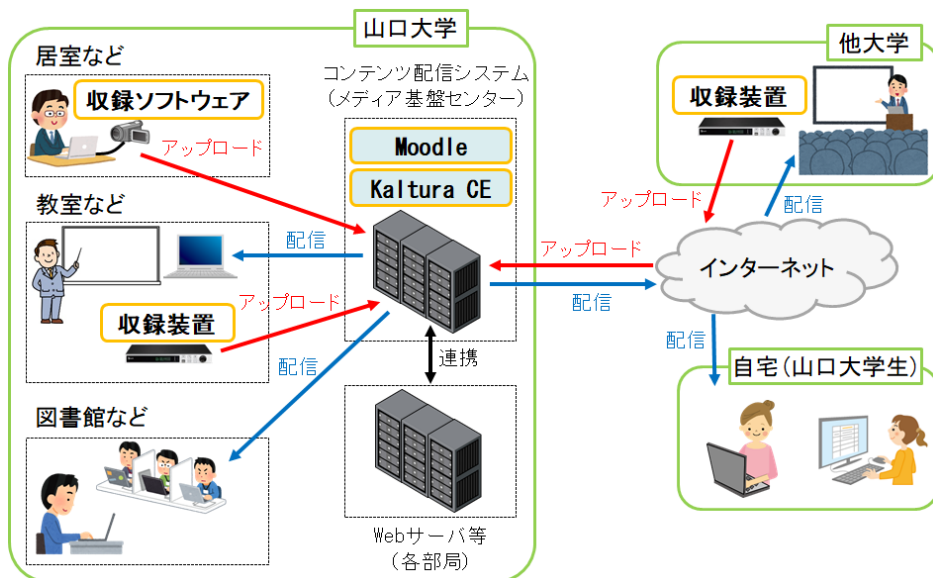 山口大学
居室など
収録ソフトウェア
アップロード
コンテンツ配信システム
(メディア基盤センター)
Moodle
Kaltura CE
教室など
配信
アップロード
収録装置
配信
図書館など
連携
Webサーバ等
(各部局)
アップロード
配信
インターネット
他大学
収録装置
アップロード
配信
配信
自宅(山口大学生)